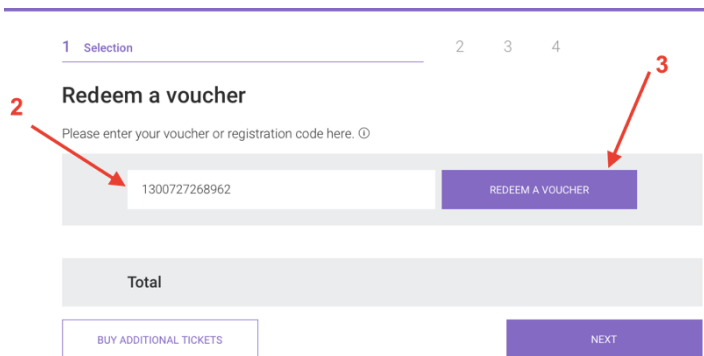 1 Selection 2 3 4
3
Redeem a voucher
2
Please enter your voucher or registration code here. ⓘ
1300727268962 REDEEM A VOUCHER
Total
BUY ADDITIONAL TICKETS NEXT